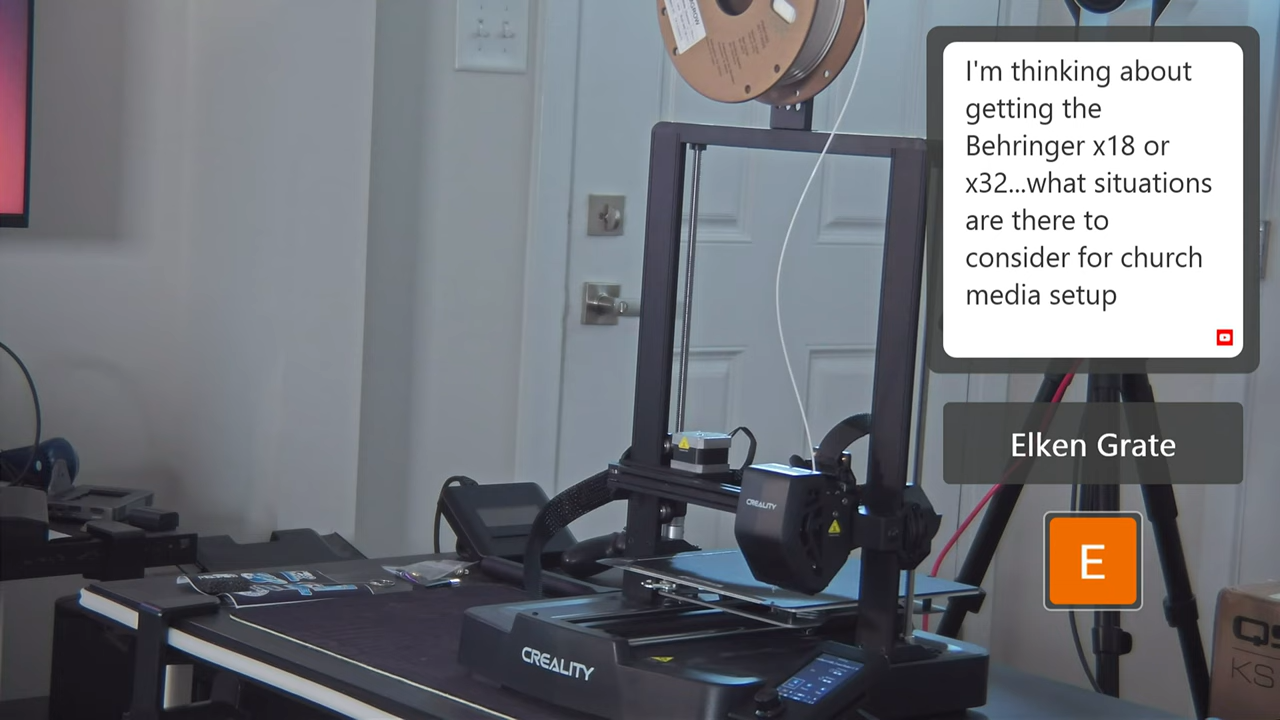 I'm thinking about
getting the
Behringer x18 or
x32...what situations
are there to
consider for church
media setup
Elken Grate
E
CREALITY
CREALITY